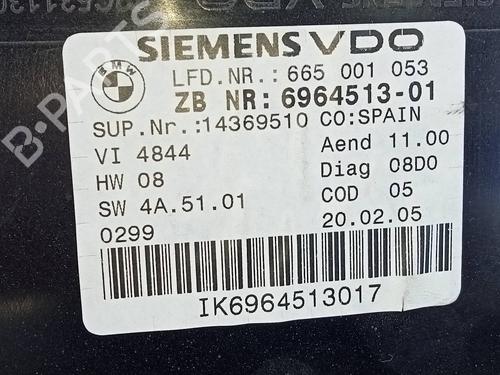 BMW
SIEMENS VDO
LFD.NR.: 665 001 053
ZB NR: 6964513-01
SUP.Nr.:14369510 CO:SPAIN
VI 4844
Aend 11.00
HW 08
Diag 08D0
SW 4A.51.01
COD 05
0299
20.02.05
IK6964513017